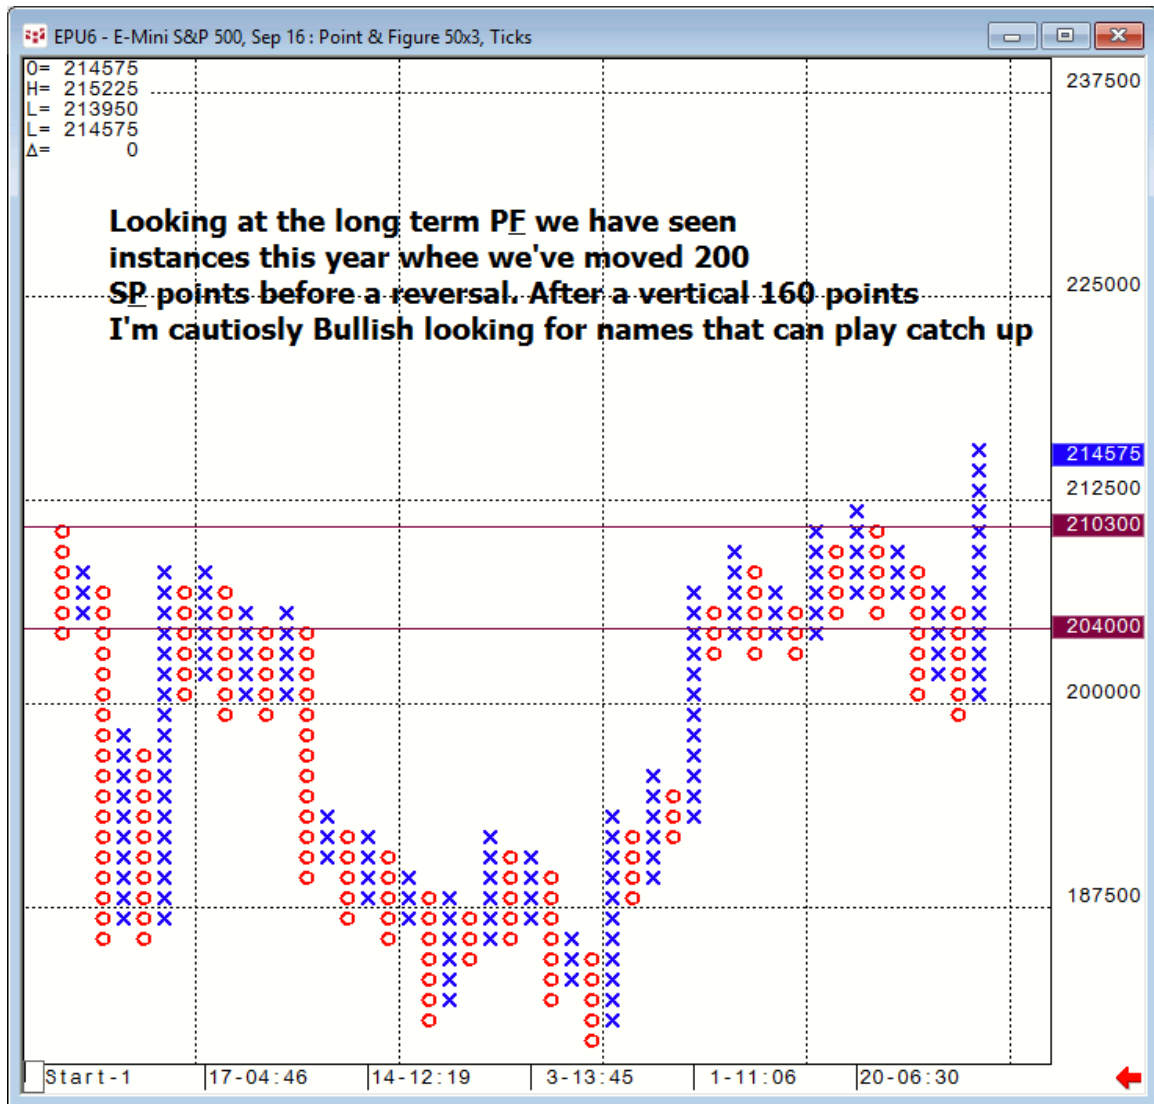 EPU6 - E-Mini S&P 500, Sep 16 : Point & Figure 50x3, Ticks
O= 214575
H= 215225
L= 213950
L= 214575
Δ= 0
Looking at the long term PF we have seen
instances this year whee we've moved 200
SP points before a reversal. After a vertical 160 points
I'm cautiosly Bullish looking for names that can play catch up
237500
225000
214575
212500
210300
204000
200000
187500
Start-1 17-04:46 14-12:19 3-13:45 1-11:06 20-06:30